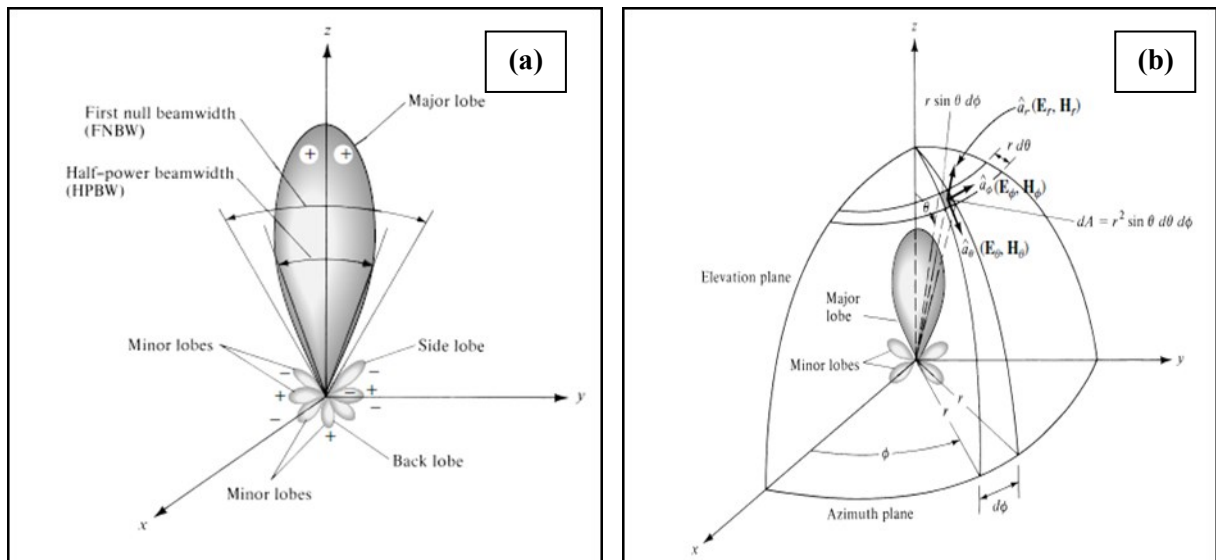 (a)
z
First null beamwidth
(FNBW)
Major lobe
+ +
Half-power beamwidth
(HPBW)
Minor lobes
Side lobe
− −
+ − +
− −
+
y
Back lobe
Minor lobes
x
(b)
z
r sin θ dϕ
âr (Er, Hr)
r dθ
âϕ (Eϕ, Hϕ)
θ
dA = r² sin θ dθ dϕ
âθ (Eθ, Hθ)
Elevation plane
Major
lobe
Minor lobes
y
r
r
ϕ
Azimuth plane
dϕ
x